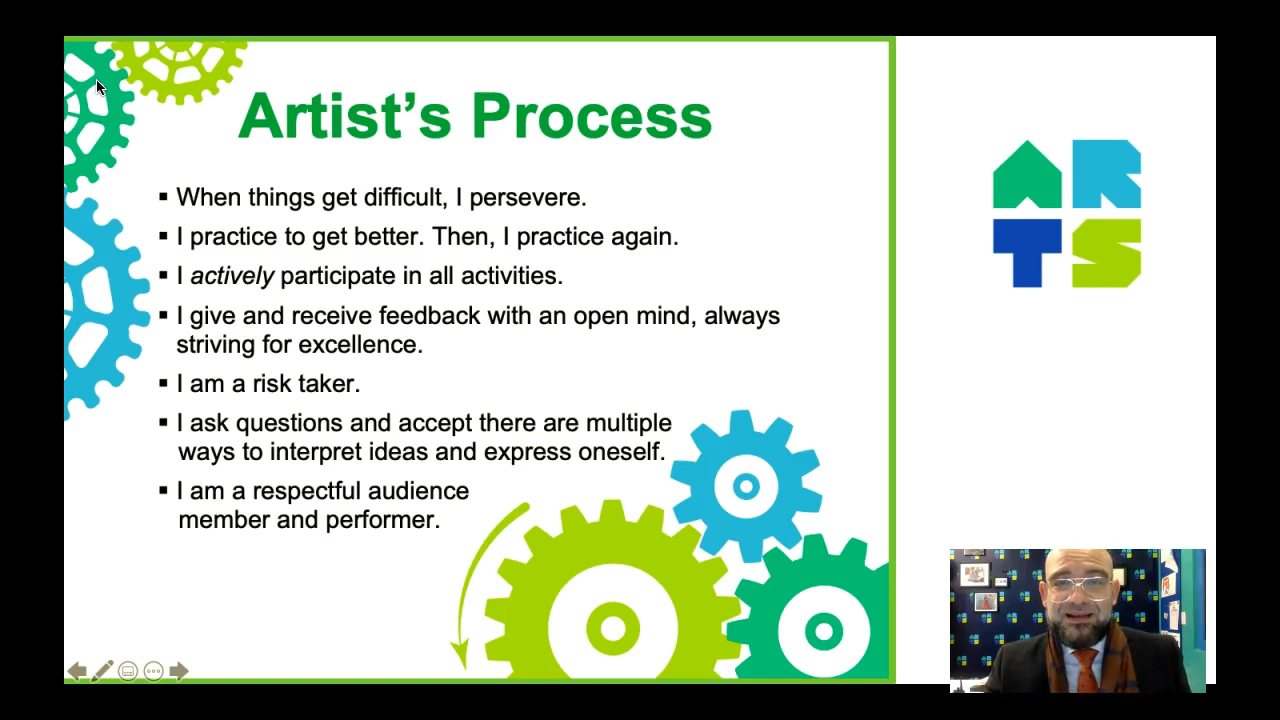 Artist’s Process
▪ When things get difficult, I persevere.
▪ I practice to get better. Then, I practice again.
▪ I actively participate in all activities.
▪ I give and receive feedback with an open mind, always
striving for excellence.
▪ I am a risk taker.
▪ I ask questions and accept there are multiple
ways to interpret ideas and express oneself.
▪ I am a respectful audience
member and performer.
AR
TS